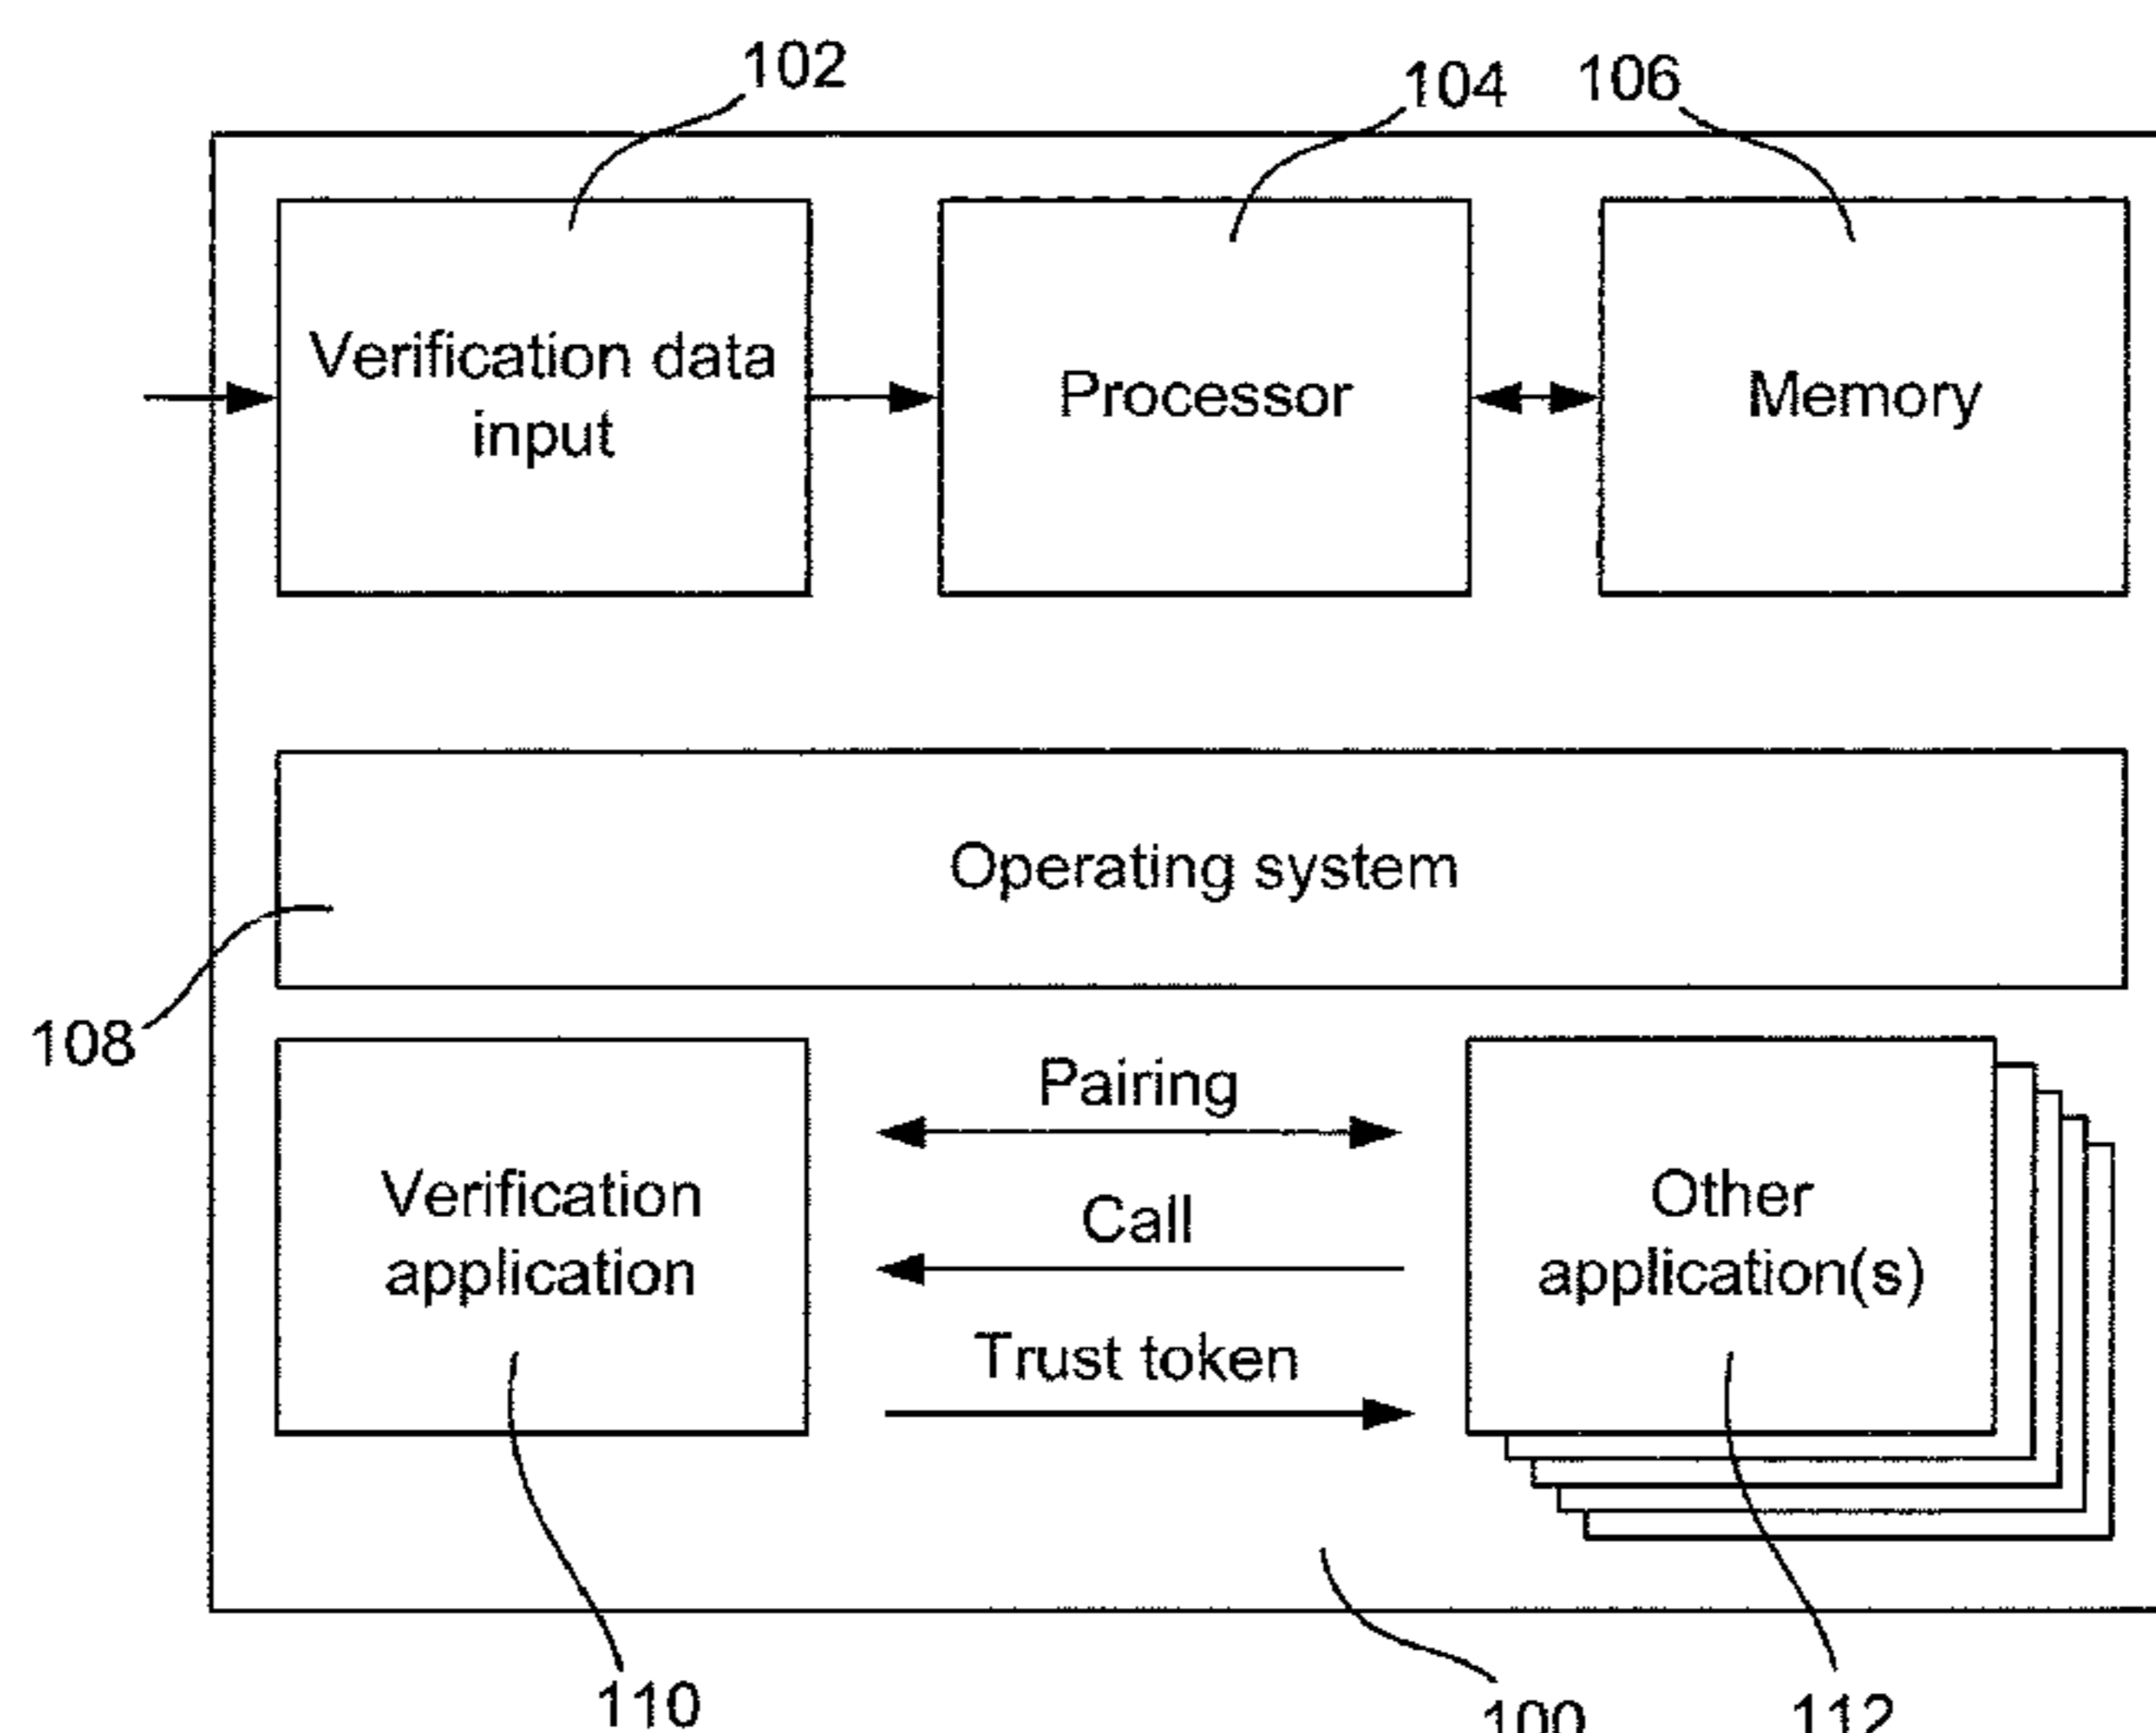 102
104
106
Verification data
input
Processor
Memory
Operating system
108
Pairing
Verification
application
Call
Other
application(s)
Trust token
110
100
112